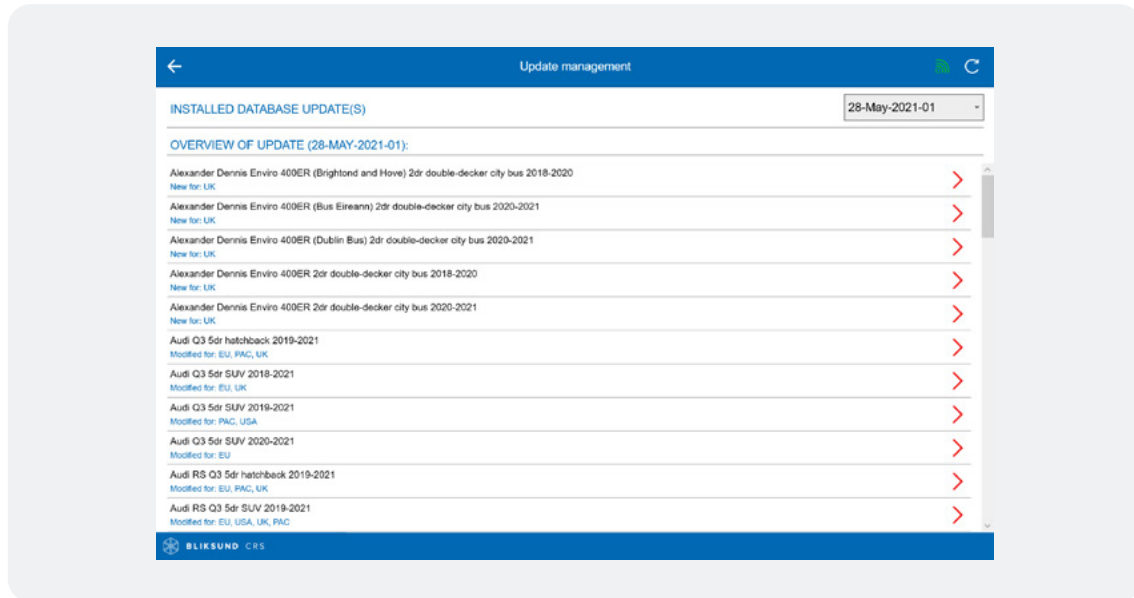 Update management
INSTALLED DATABASE UPDATE(S)
28-May-2021-01
OVERVIEW OF UPDATE (28-MAY-2021-01):
Alexander Dennis Enviro 400ER (Brightond and Hove) 2dr double-decker city bus 2018-2020
New for: UK
Alexander Dennis Enviro 400ER (Bus Eireann) 2dr double-decker city bus 2020-2021
New for: UK
Alexander Dennis Enviro 400ER (Dublin Bus) 2dr double-decker city bus 2020-2021
New for: UK
Alexander Dennis Enviro 400ER 2dr double-decker city bus 2018-2020
New for: UK
Alexander Dennis Enviro 400ER 2dr double-decker city bus 2020-2021
New for: UK
Audi Q3 5dr hatchback 2019-2021
Modified for: EU, PAC, UK
Audi Q3 5dr SUV 2018-2021
Modified for: EU, UK
Audi Q3 5dr SUV 2019-2021
Modified for: PAC, USA
Audi Q3 5dr SUV 2020-2021
Modified for: EU
Audi RS Q3 5dr hatchback 2019-2021
Modified for: EU, PAC, UK
Audi RS Q3 5dr SUV 2019-2021
Modified for: EU, USA, UK, PAC
BLIKSUND CRS